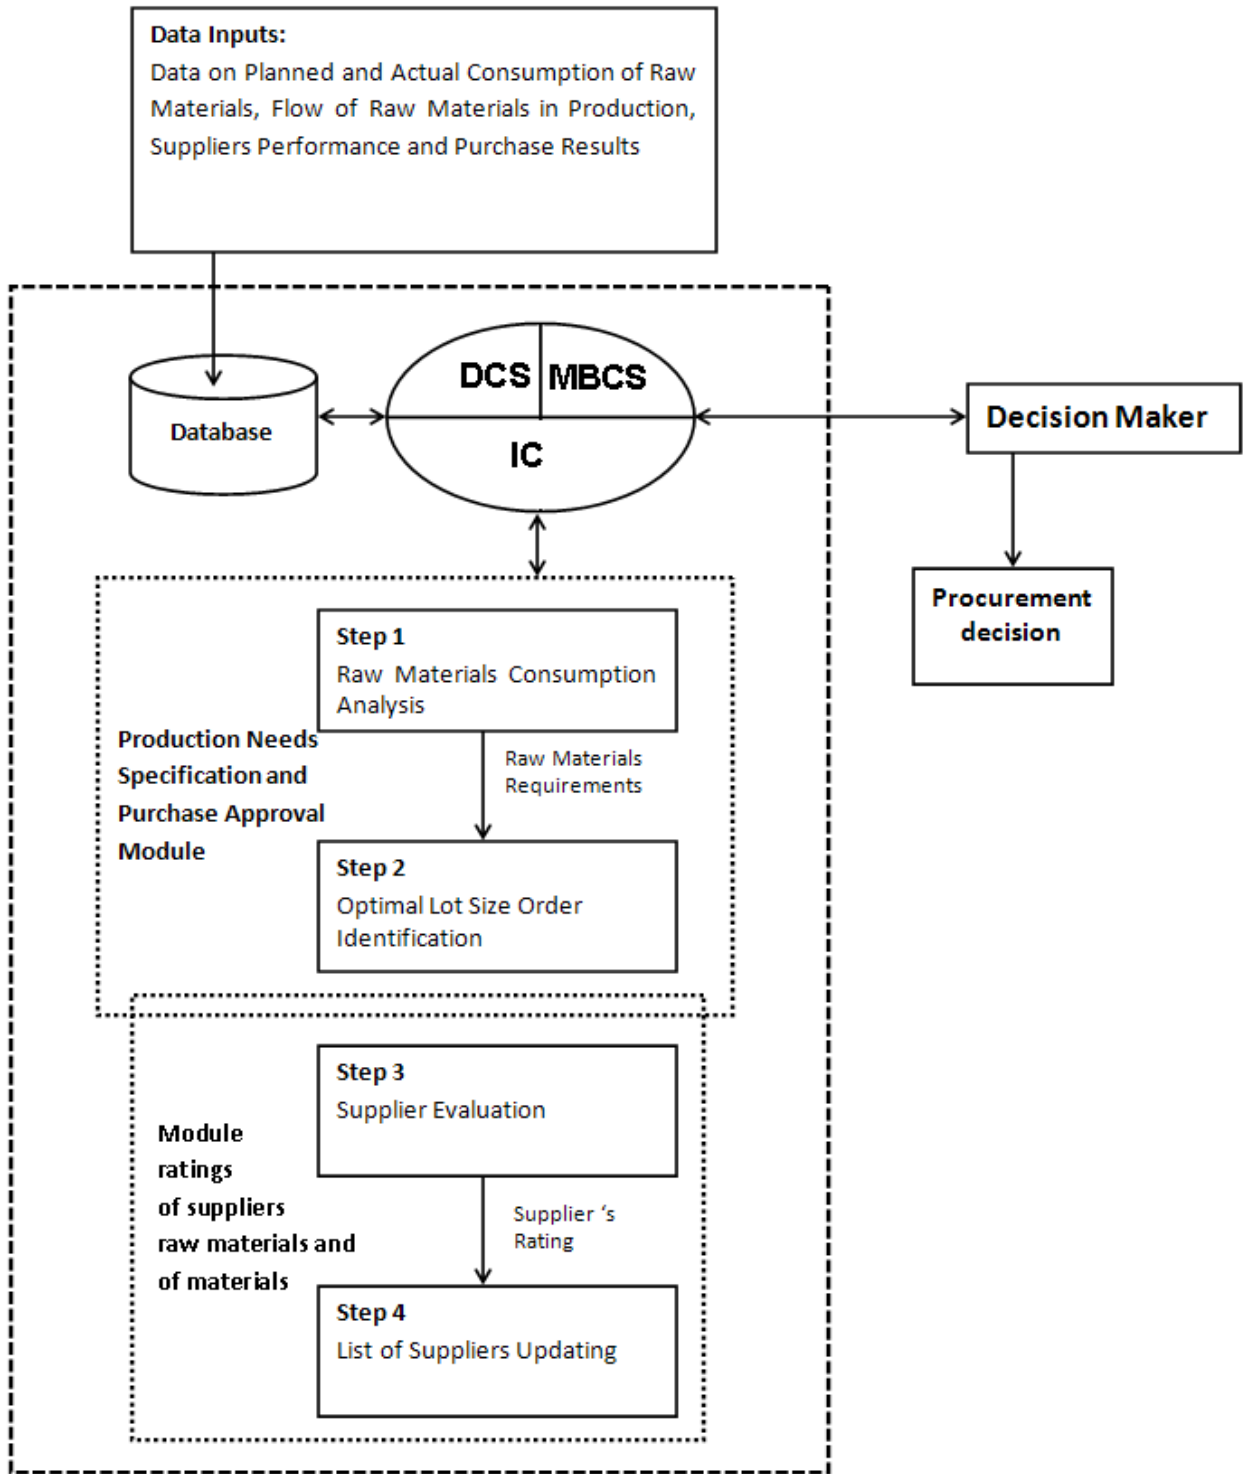 Data Inputs:
Data on Planned and Actual Consumption of Raw
Materials, Flow of Raw Materials in Production,
Suppliers Performance and Purchase Results
DCS
MBCS
IC
Database
Decision Maker
Procurement
decision
Step 1
Raw Materials Consumption
Analysis
Production Needs
Specification and
Purchase Approval
Module
Raw Materials
Requirements
Step 2
Optimal Lot Size Order
Identification
Step 3
Supplier Evaluation
Module
ratings
of suppliers
raw materials and
of materials
Supplier ‘s
Rating
Step 4
List of Suppliers Updating